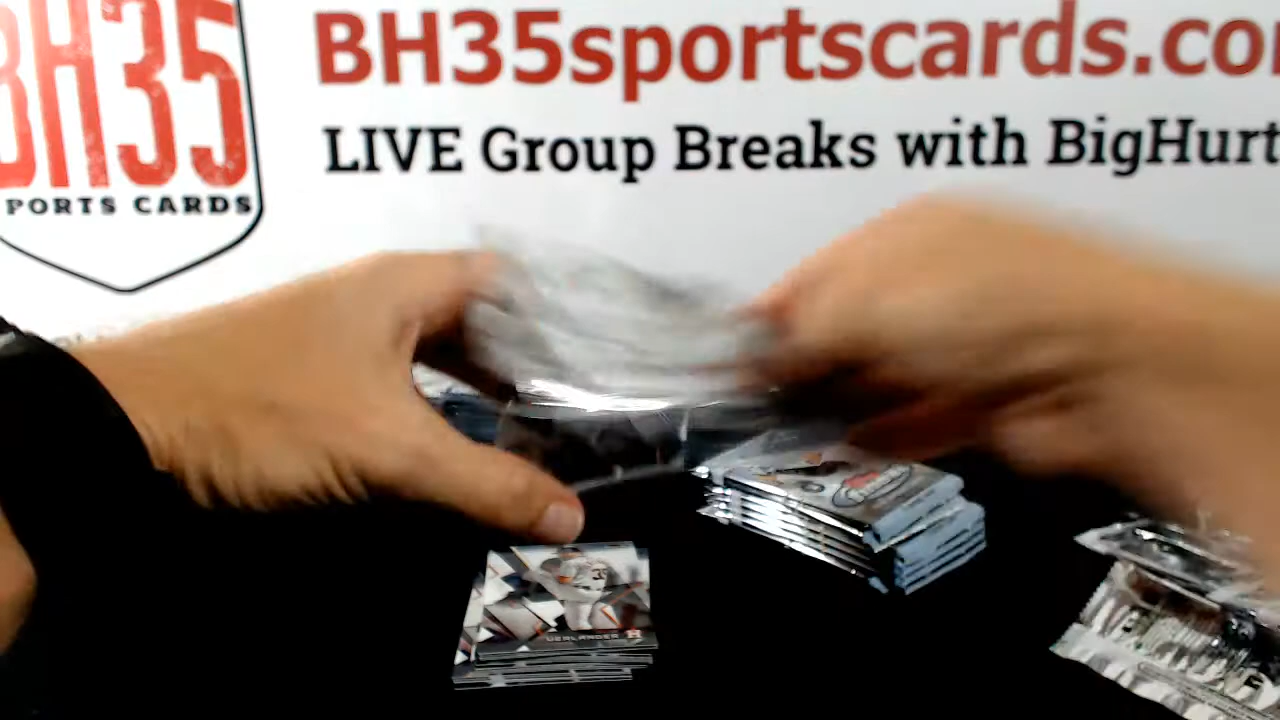 BH35
PORTS CARDS
BH35sportscards.co
LIVE Group Breaks with BigHurt
VERLANDER